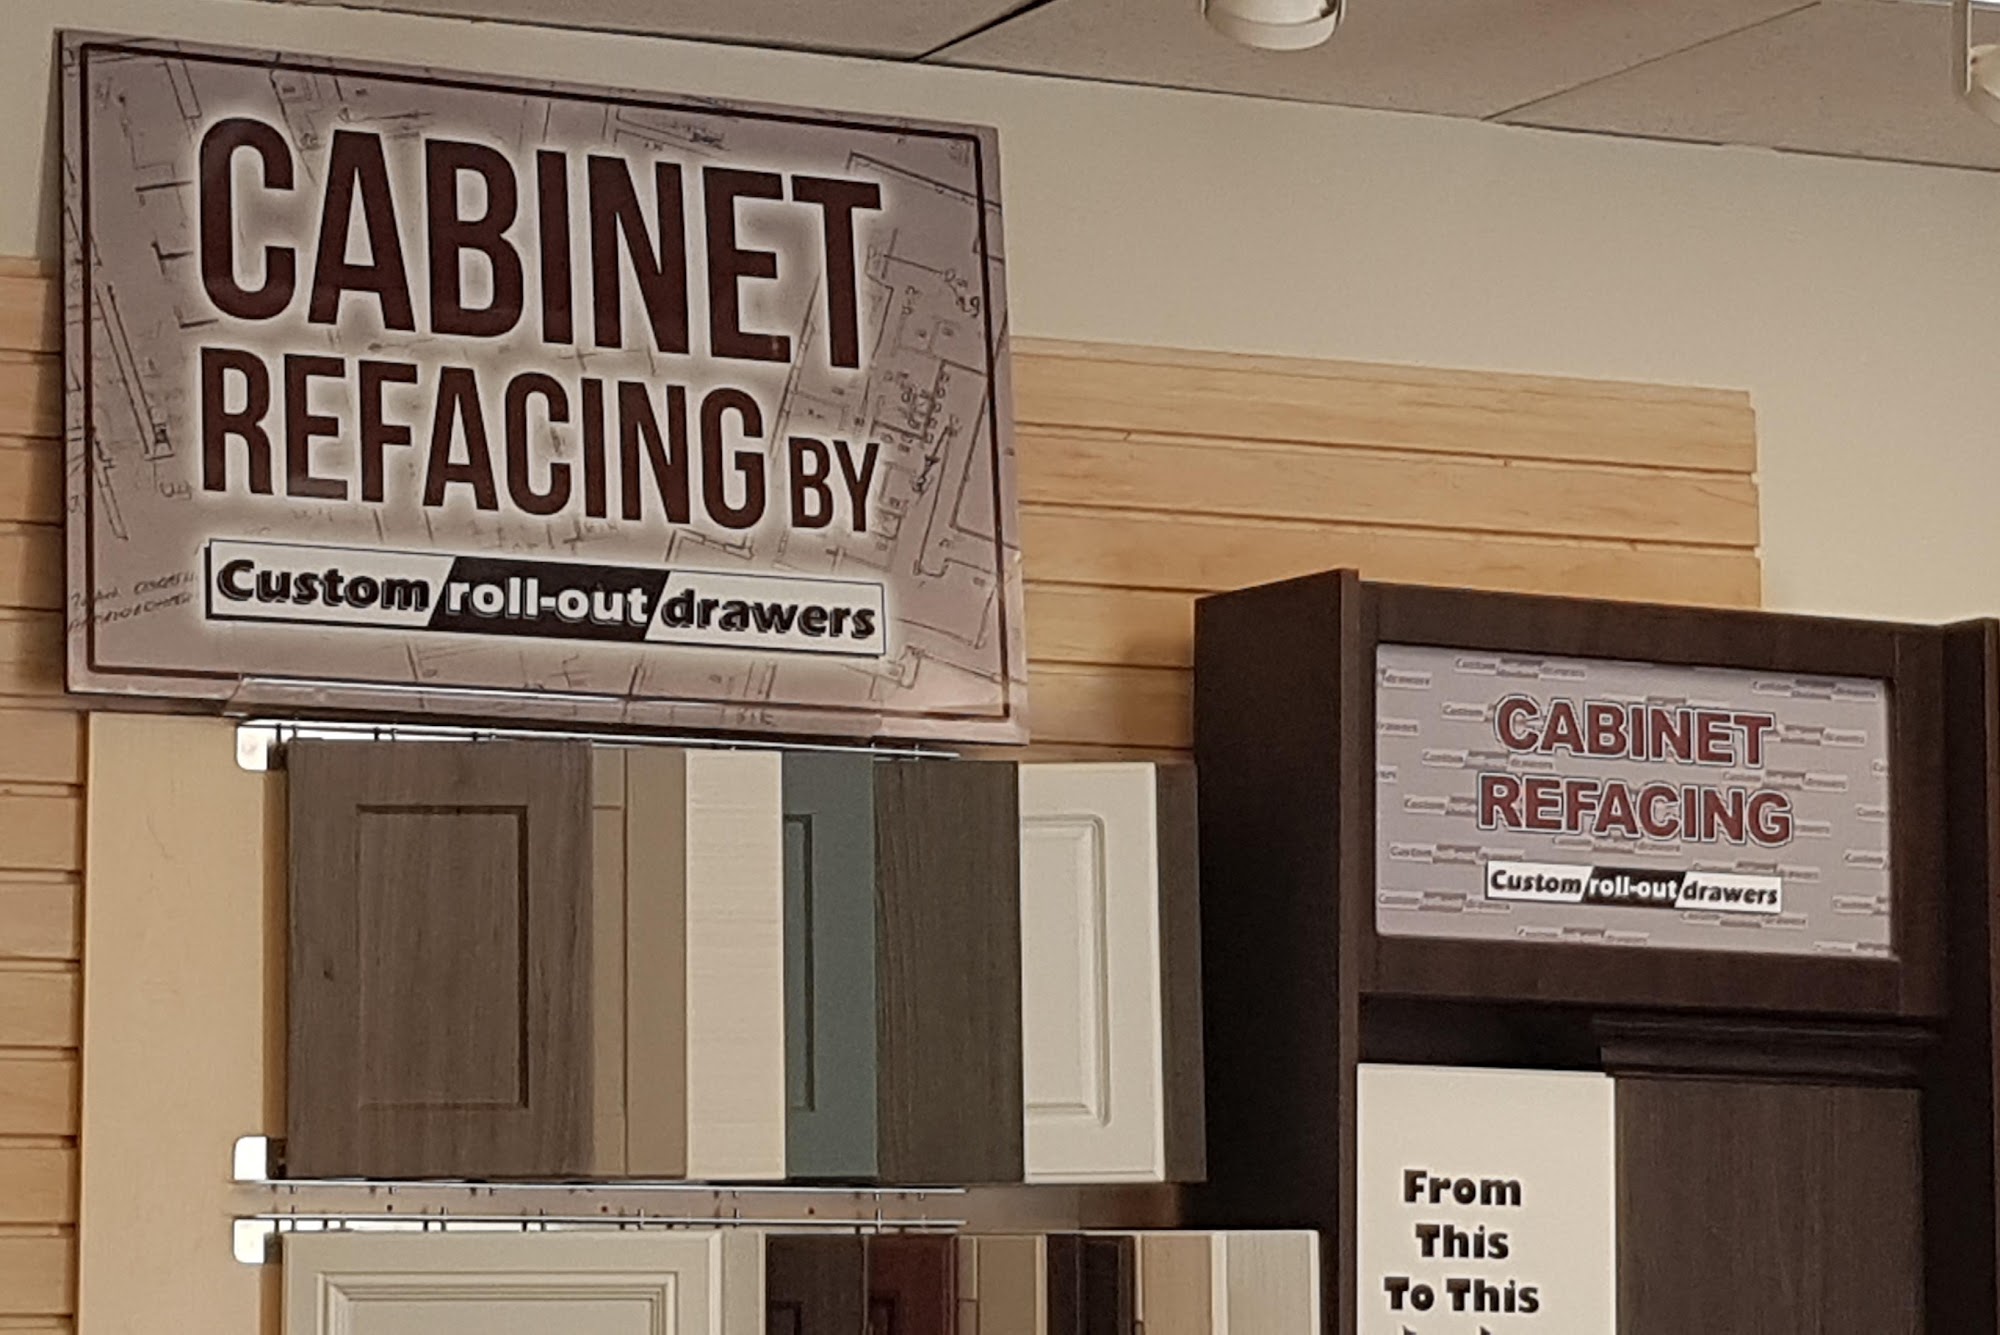 CABINET
REFACING BY
Custom roll-out drawers
CABINET
REFACING
Custom roll-out drawers
From
This
To This